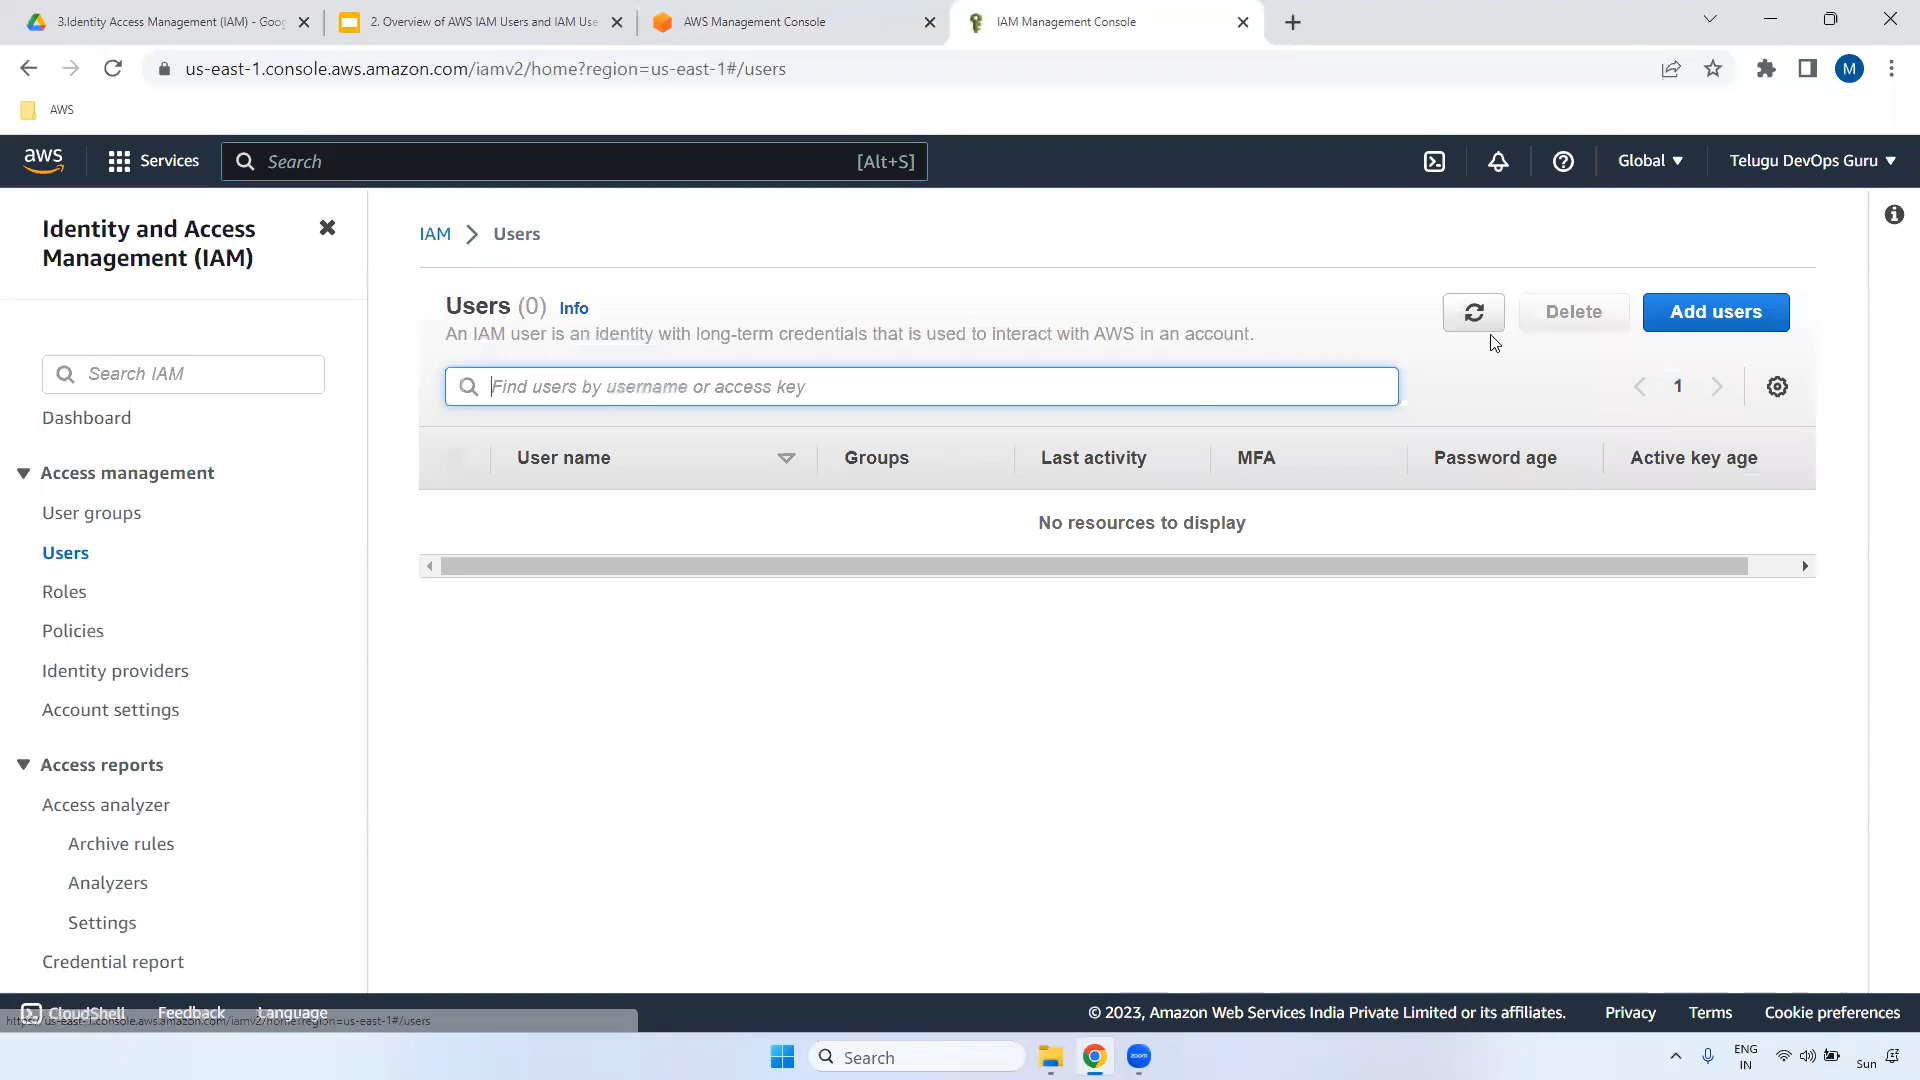 3.Identity Access Management (IAM) - Goo
2. Overview of AWS IAM Users and IAM Use
AWS Management Console
IAM Management Console
us-east-1.console.aws.amazon.com/iamv2/home?region=us-east-1#/users
M
AWS
aws
Services
Search
[Alt+S]
Global
Telugu DevOps Guru
Identity and Access
Management (IAM)
Search IAM
Dashboard
Access management
User groups
Users
Roles
Policies
Identity providers
Account settings
Access reports
Access analyzer
Archive rules
Analyzers
Settings
Credential report
IAM > Users
Users (0) Info
An IAM user is an identity with long-term credentials that is used to interact with AWS in an account.
Delete
Add users
Find users by username or access key
1
User name
Groups
Last activity
MFA
Password age
Active key age
No resources to display
CloudShell
Feedback
Language
https://us-east-1.console.aws.amazon.com/iamv2/home?region=us-east-1#/users
© 2023, Amazon Web Services India Private Limited or its affiliates.
Privacy
Terms
Cookie preferences
Search
zoom
ENG
IN
Sun